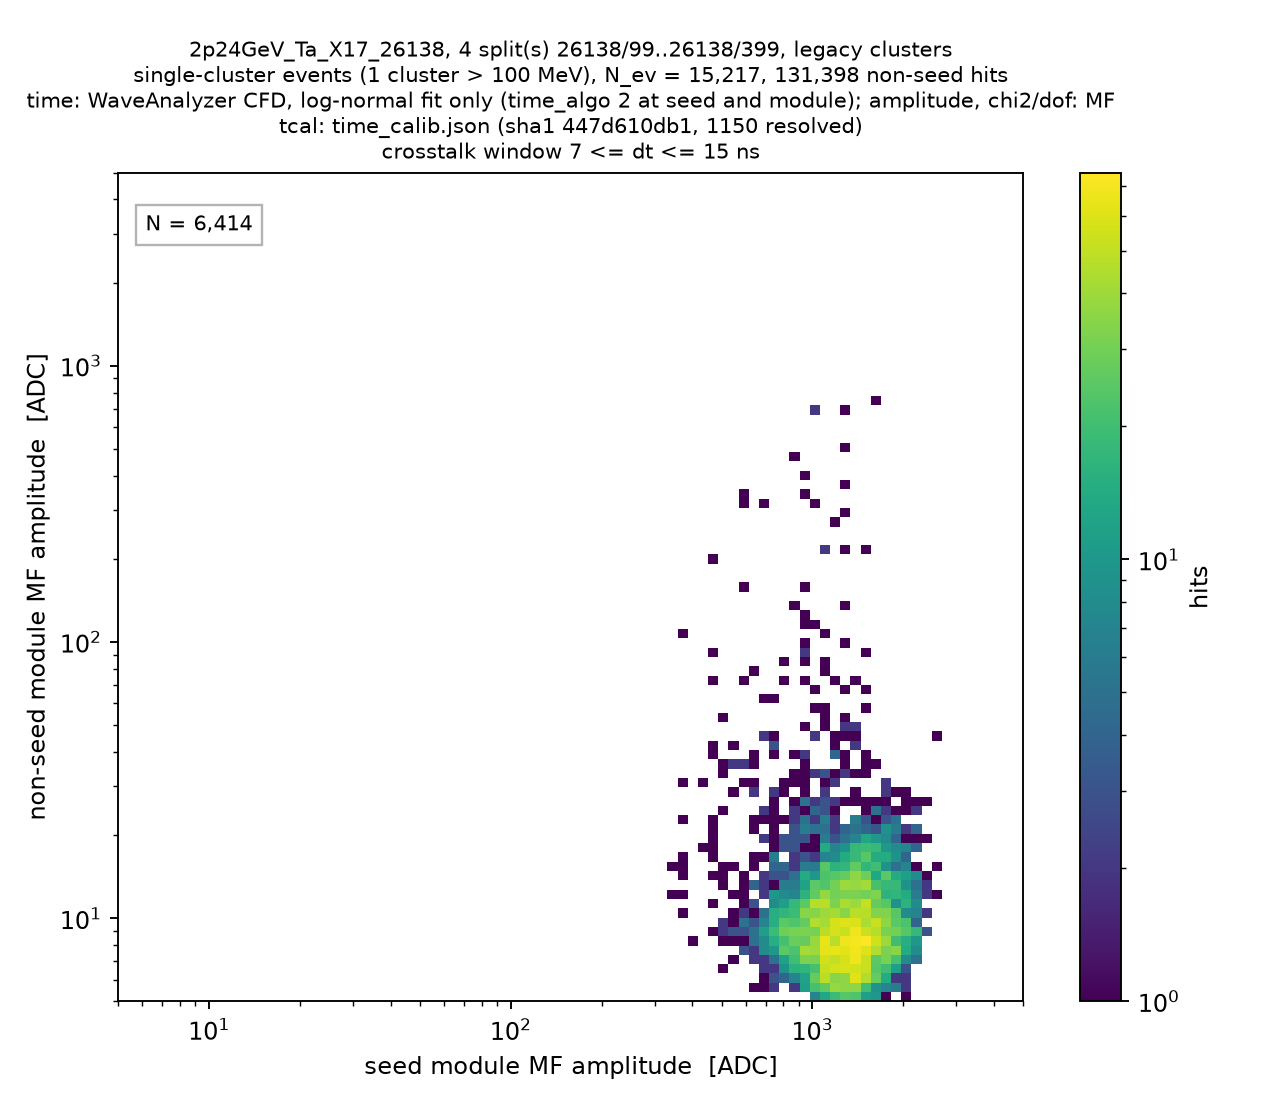 2p24GeV_Ta_X17_26138, 4 split(s) 26138/99..26138/399, legacy clusters
single-cluster events (1 cluster > 100 MeV), N_ev = 15,217, 131,398 non-seed hits
time: WaveAnalyzer CFD, log-normal fit only (time_algo 2 at seed and module); amplitude, chi2/dof: MF
tcal: time_calib.json (sha1 447d610db1, 1150 resolved)
crosstalk window 7 <= dt <= 15 ns
N = 6,414
non-seed module MF amplitude [ADC]
10³
10²
10¹
10¹
10²
10³
seed module MF amplitude [ADC]
10¹
10⁰
hits